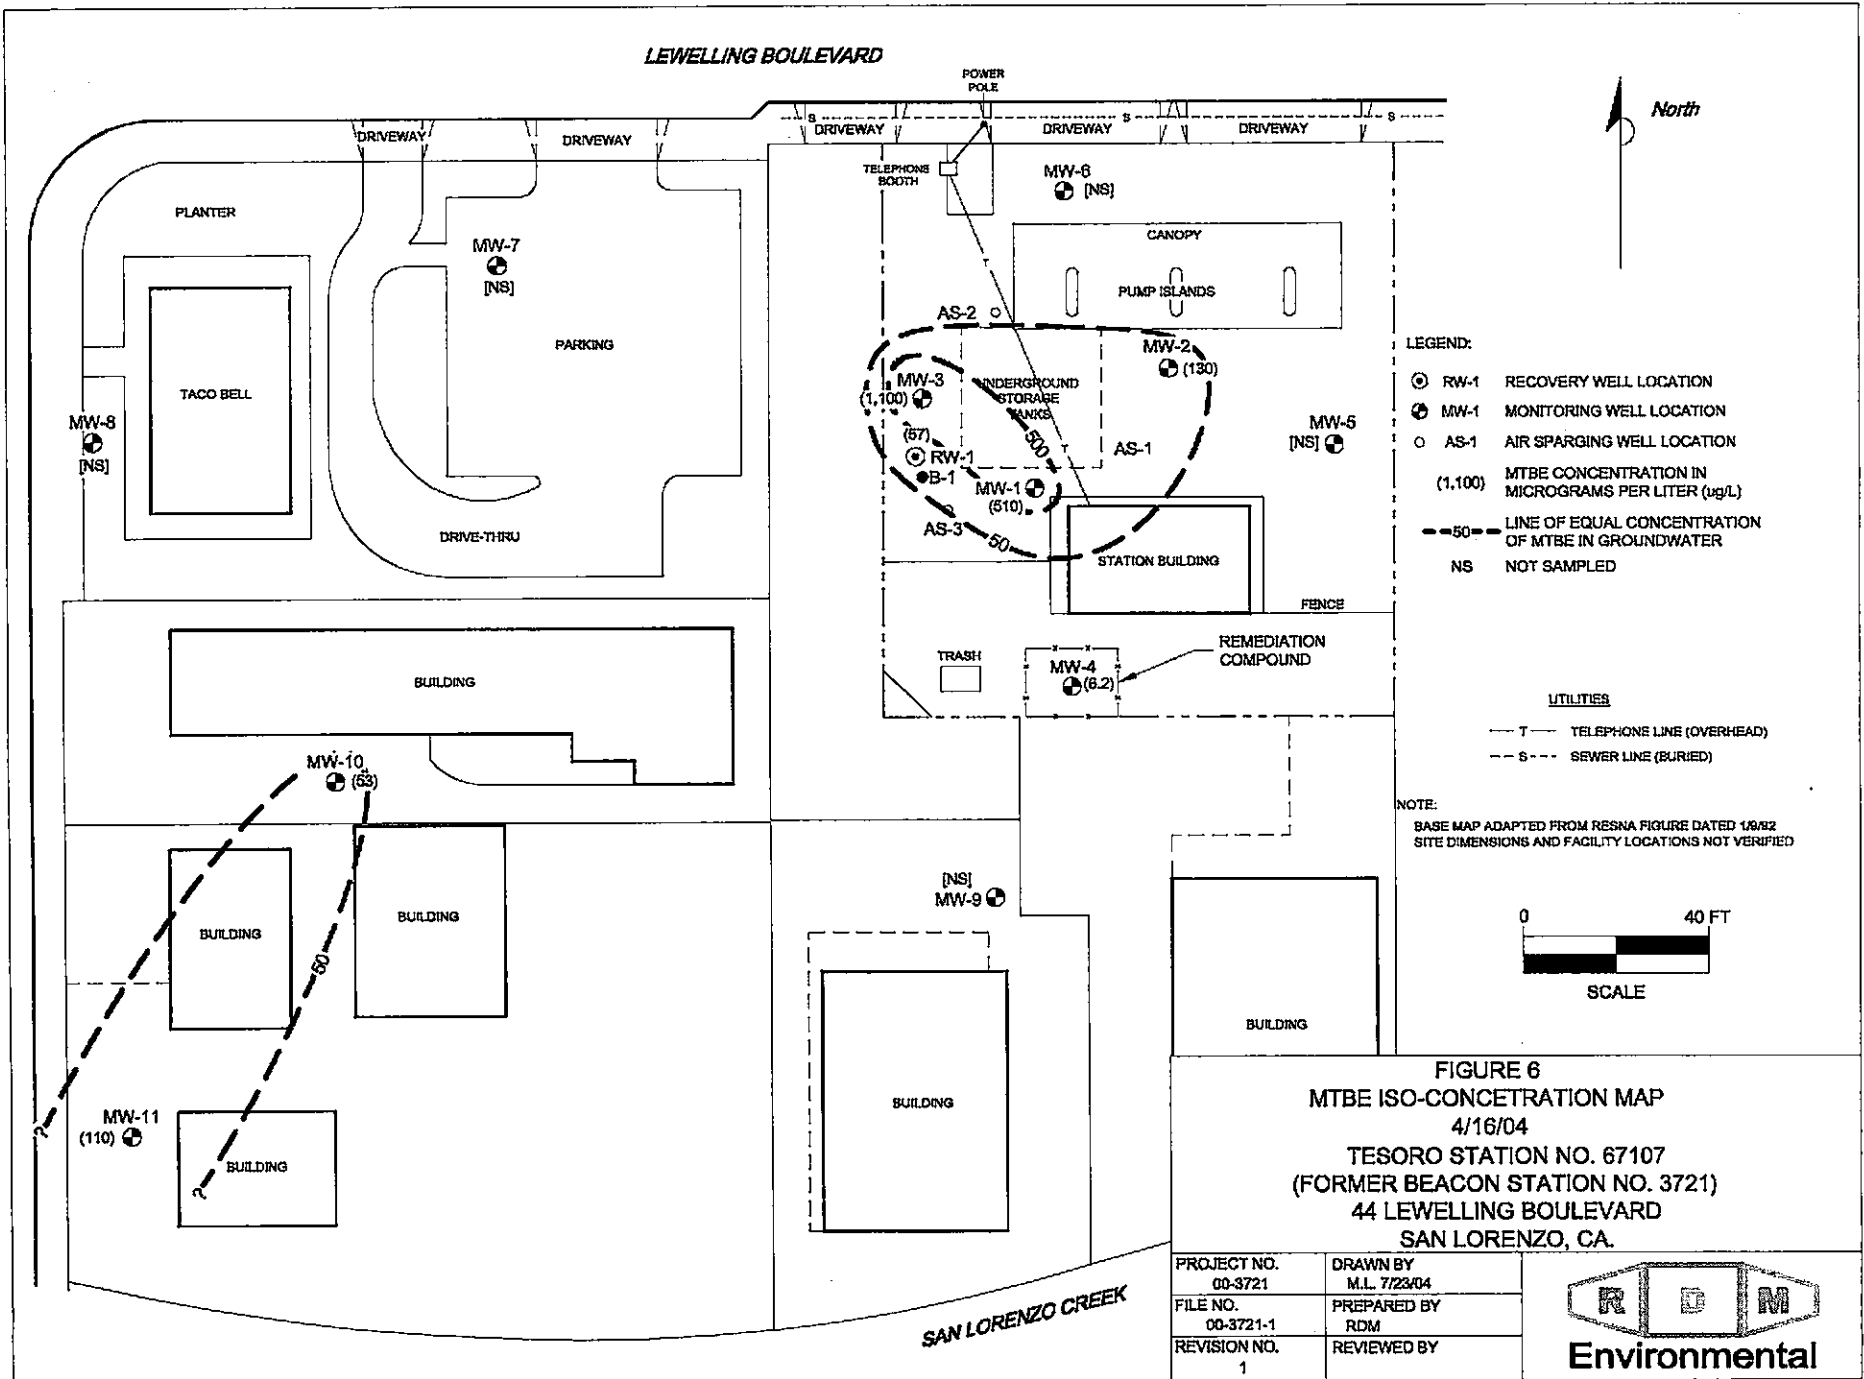 LEWELLING BOULEVARD
POWER
POLE
North
DRIVEWAY
DRIVEWAY
S
DRIVEWAY
DRIVEWAY
S
DRIVEWAY
S
TELEPHONE
BOOTH
MW-6
[NS]
PLANTER
MW-7
[NS]
CANOPY
T
PUMP ISLANDS
AS-2
PARKING
MW-2
(130)
TACO BELL
MW-3
(1,100)
UNDERGROUND
STORAGE
TANKS
MW-8
[NS]
(57)
RW-1
B-1
500
T
AS-1
MW-5
[NS]
MW-1
(510)
AS-3
50
DRIVE-THRU
STATION BUILDING
FENCE
LEGEND:
RW-1 RECOVERY WELL LOCATION
MW-1 MONITORING WELL LOCATION
AS-1 AIR SPARGING WELL LOCATION
(1,100) MTBE CONCENTRATION IN
MICROGRAMS PER LITER (ug/L)
50 LINE OF EQUAL CONCENTRATION
OF MTBE IN GROUNDWATER
NS NOT SAMPLED
TRASH
MW-4
(6.2)
REMEDIATION
COMPOUND
BUILDING
UTILITIES
T TELEPHONE LINE (OVERHEAD)
S SEWER LINE (BURIED)
MW-10
(53)
NOTE:
BASE MAP ADAPTED FROM RESNA FIGURE DATED 1/9/92
SITE DIMENSIONS AND FACILITY LOCATIONS NOT VERIFIED
[NS]
MW-9
BUILDING
BUILDING
50
0 40 FT
SCALE
BUILDING
BUILDING
MW-11
(110)
?
BUILDING
?
SAN LORENZO CREEK
FIGURE 6
MTBE ISO-CONCETRATION MAP
4/16/04
TESORO STATION NO. 67107
(FORMER BEACON STATION NO. 3721)
44 LEWELLING BOULEVARD
SAN LORENZO, CA.
PROJECT NO.
00-3721
DRAWN BY
M.L. 7/23/04
FILE NO.
00-3721-1
PREPARED BY
RDM
REVISION NO.
1
REVIEWED BY
R D M
Environmental